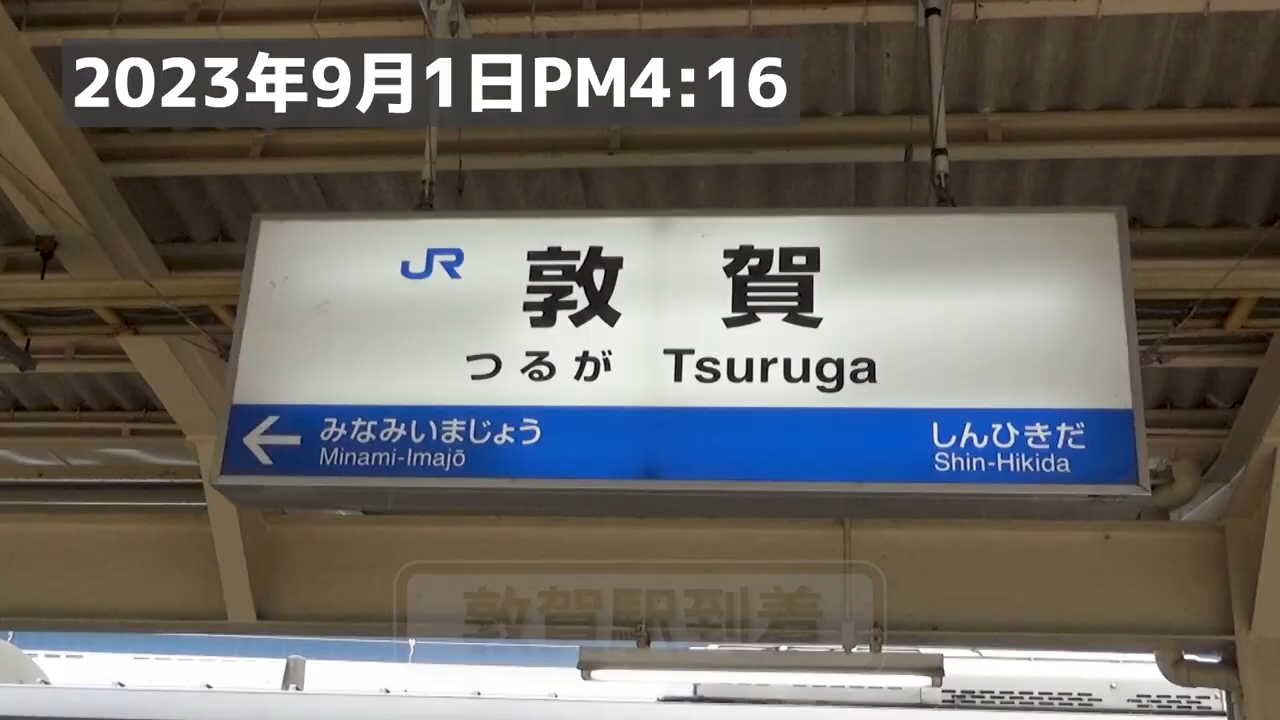 2023年9月1日PM4:16
JR 敦賀
つるが Tsuruga
みなみいまじょう
Minami-Imajō
しんひきだ
Shin-Hikida
敦賀駅到着